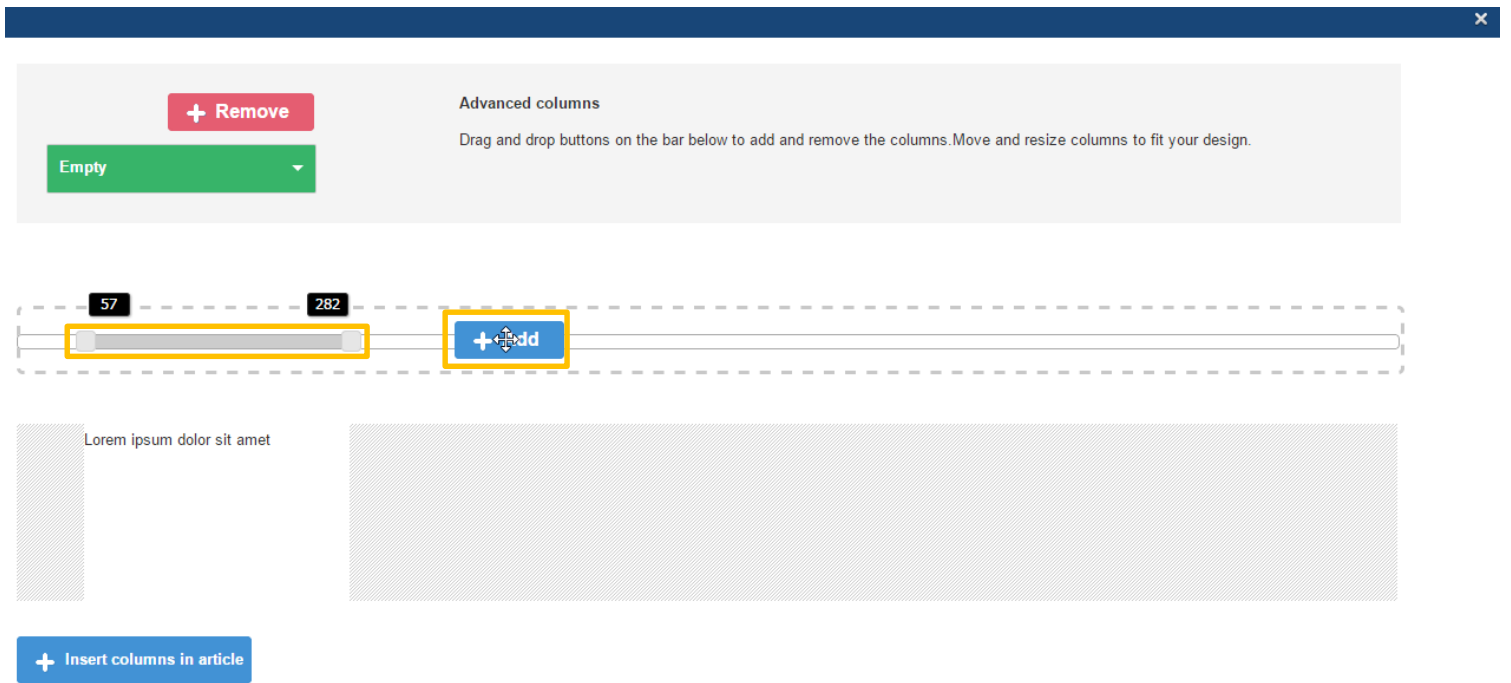 Remove
Empty
Advanced columns
Drag and drop buttons on the bar below to add and remove the columns.Move and resize columns to fit your design.
57
282
dd
Lorem ipsum dolor sit amet
Insert columns in article